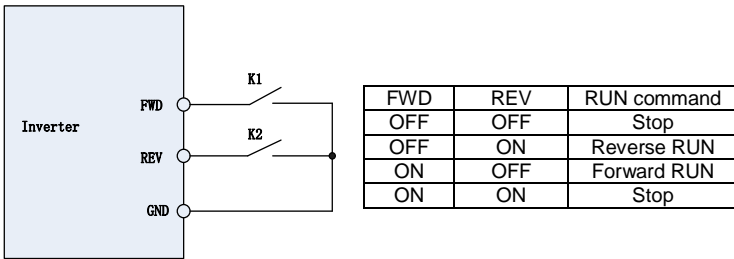 Inverter
FWD
REV
GND
K1
K2
FWD REV RUN command
OFF OFF Stop
OFF ON Reverse RUN
ON OFF Forward RUN
ON ON Stop